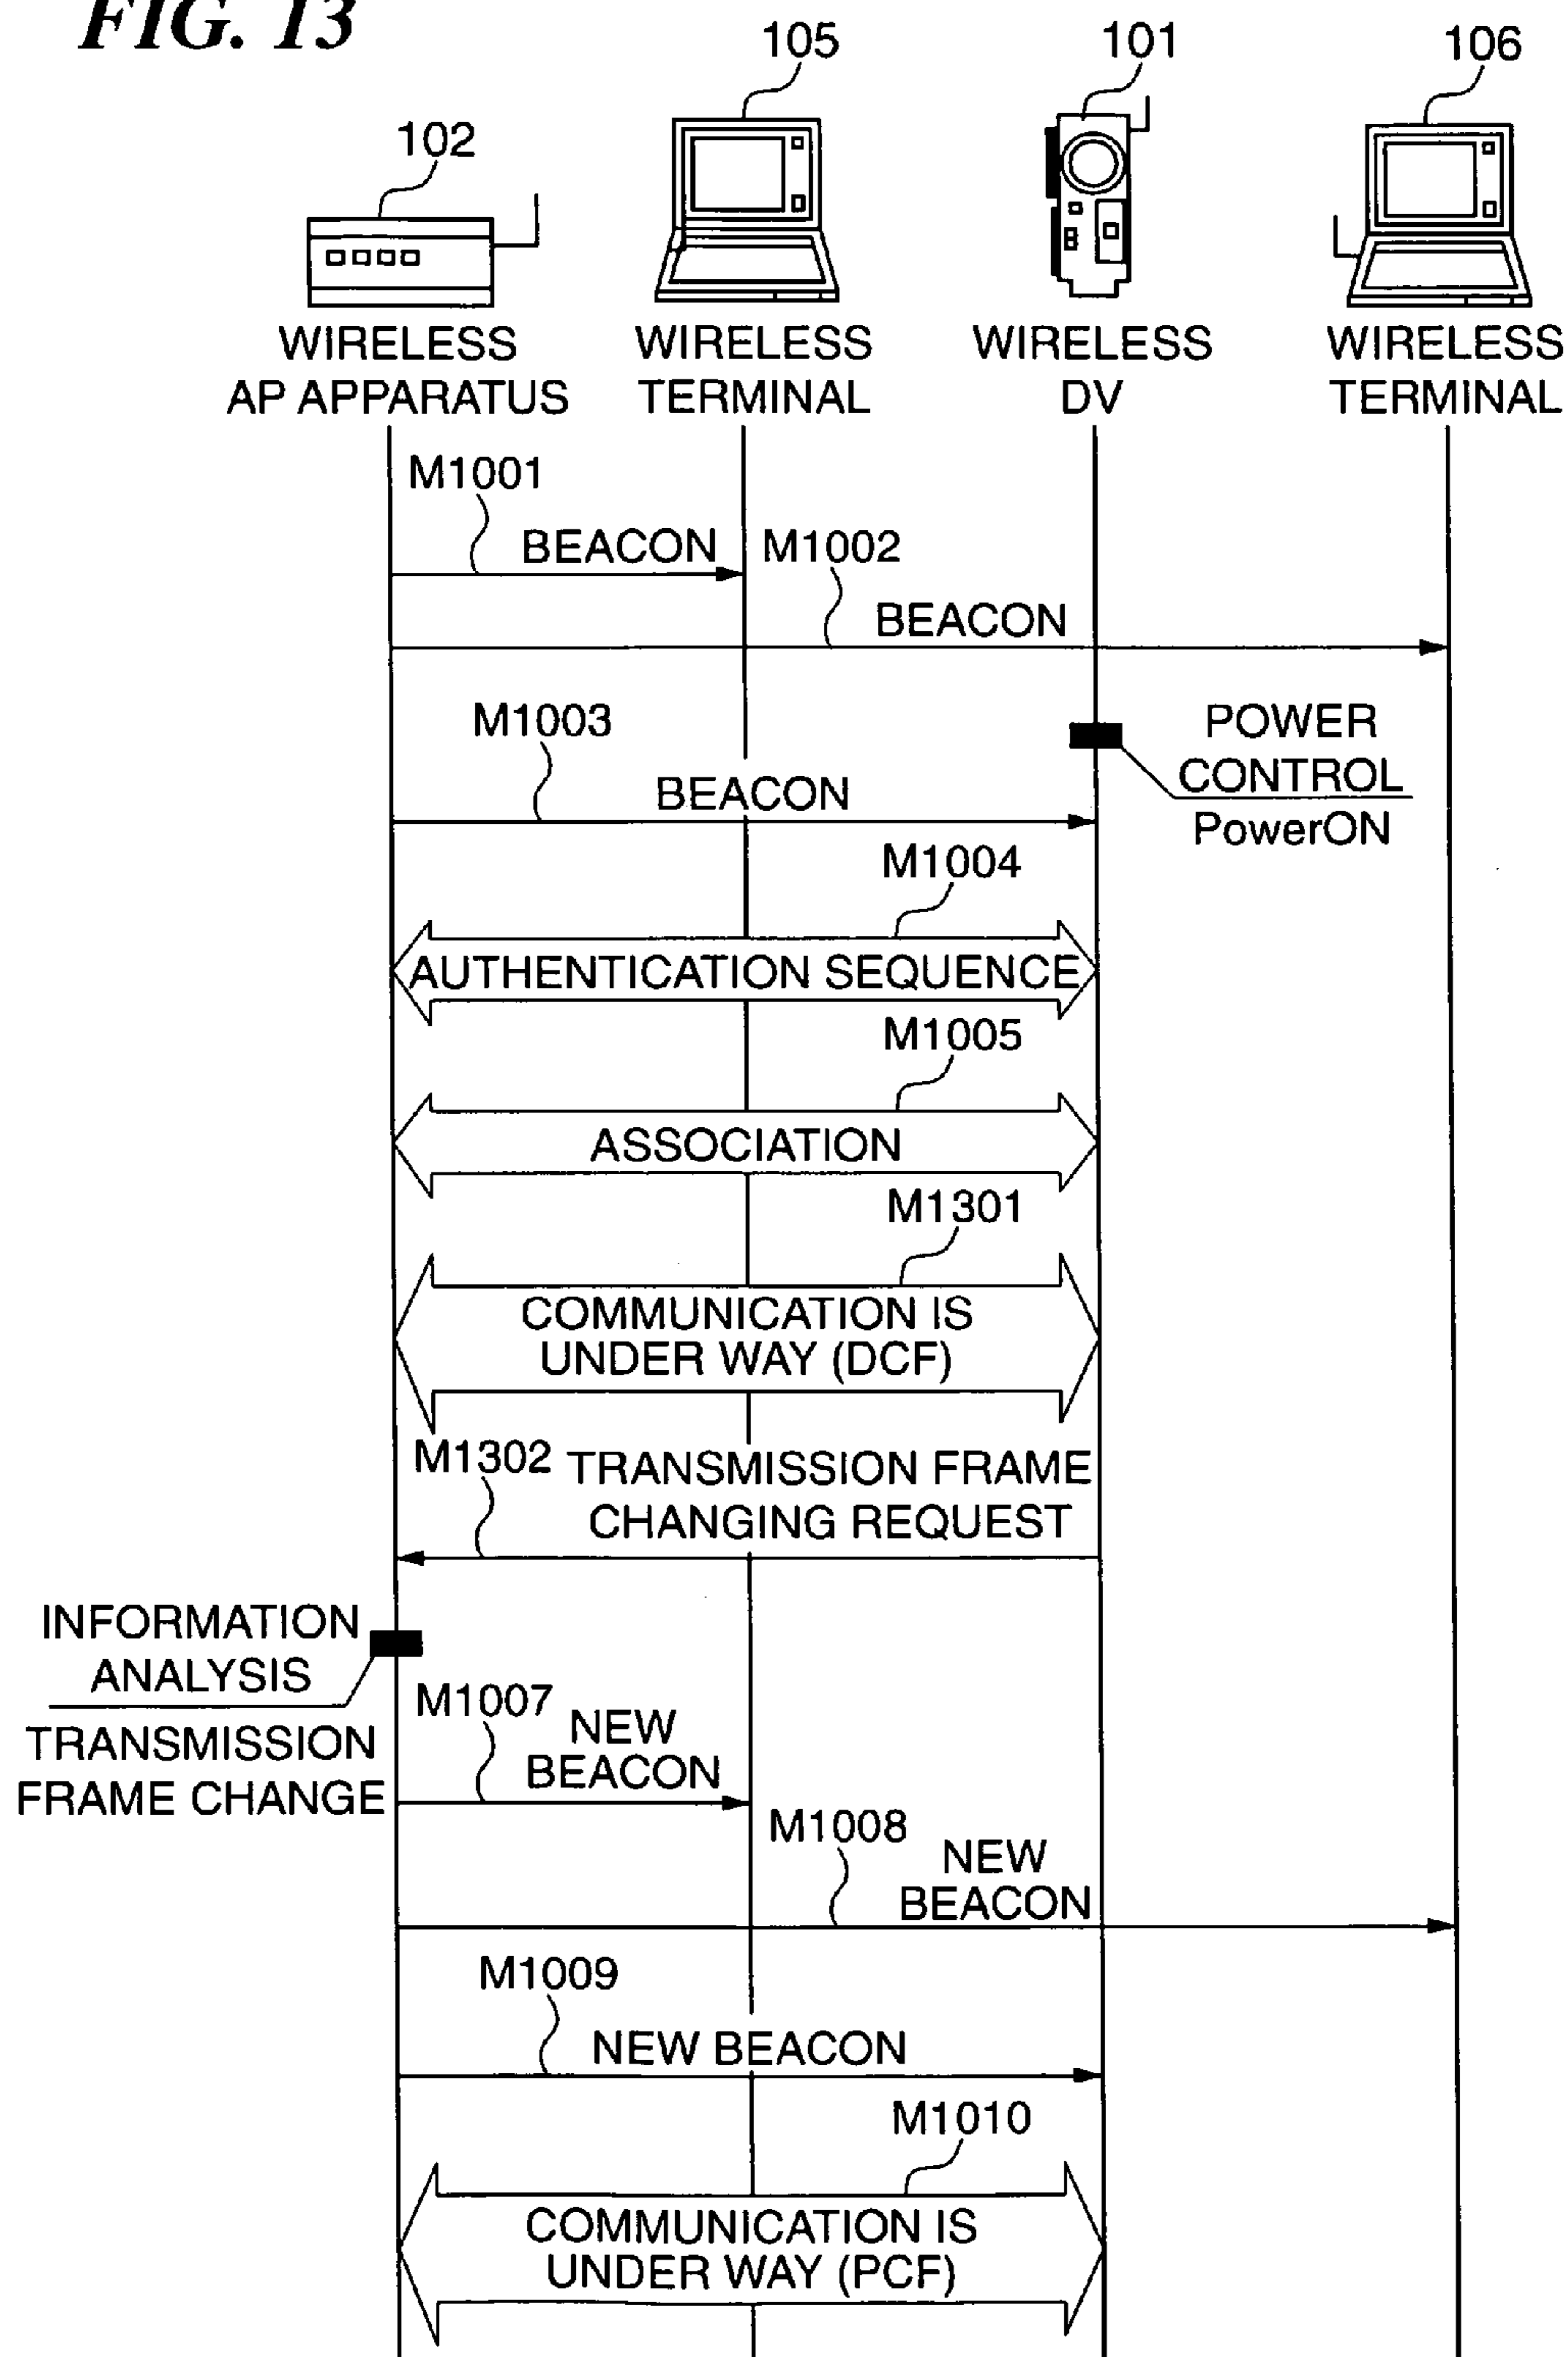 FIG. 13
105
101
106
102
WIRELESS
AP APPARATUS
WIRELESS
TERMINAL
WIRELESS
DV
WIRELESS
TERMINAL
M1001
BEACON
M1002
BEACON
M1003
BEACON
POWER
CONTROL
PowerON
M1004
AUTHENTICATION SEQUENCE
M1005
ASSOCIATION
M1301
COMMUNICATION IS
UNDER WAY (DCF)
M1302
TRANSMISSION FRAME
CHANGING REQUEST
INFORMATION
ANALYSIS
TRANSMISSION
FRAME CHANGE
M1007
NEW
BEACON
M1008
NEW
BEACON
M1009
NEW BEACON
M1010
COMMUNICATION IS
UNDER WAY (PCF)